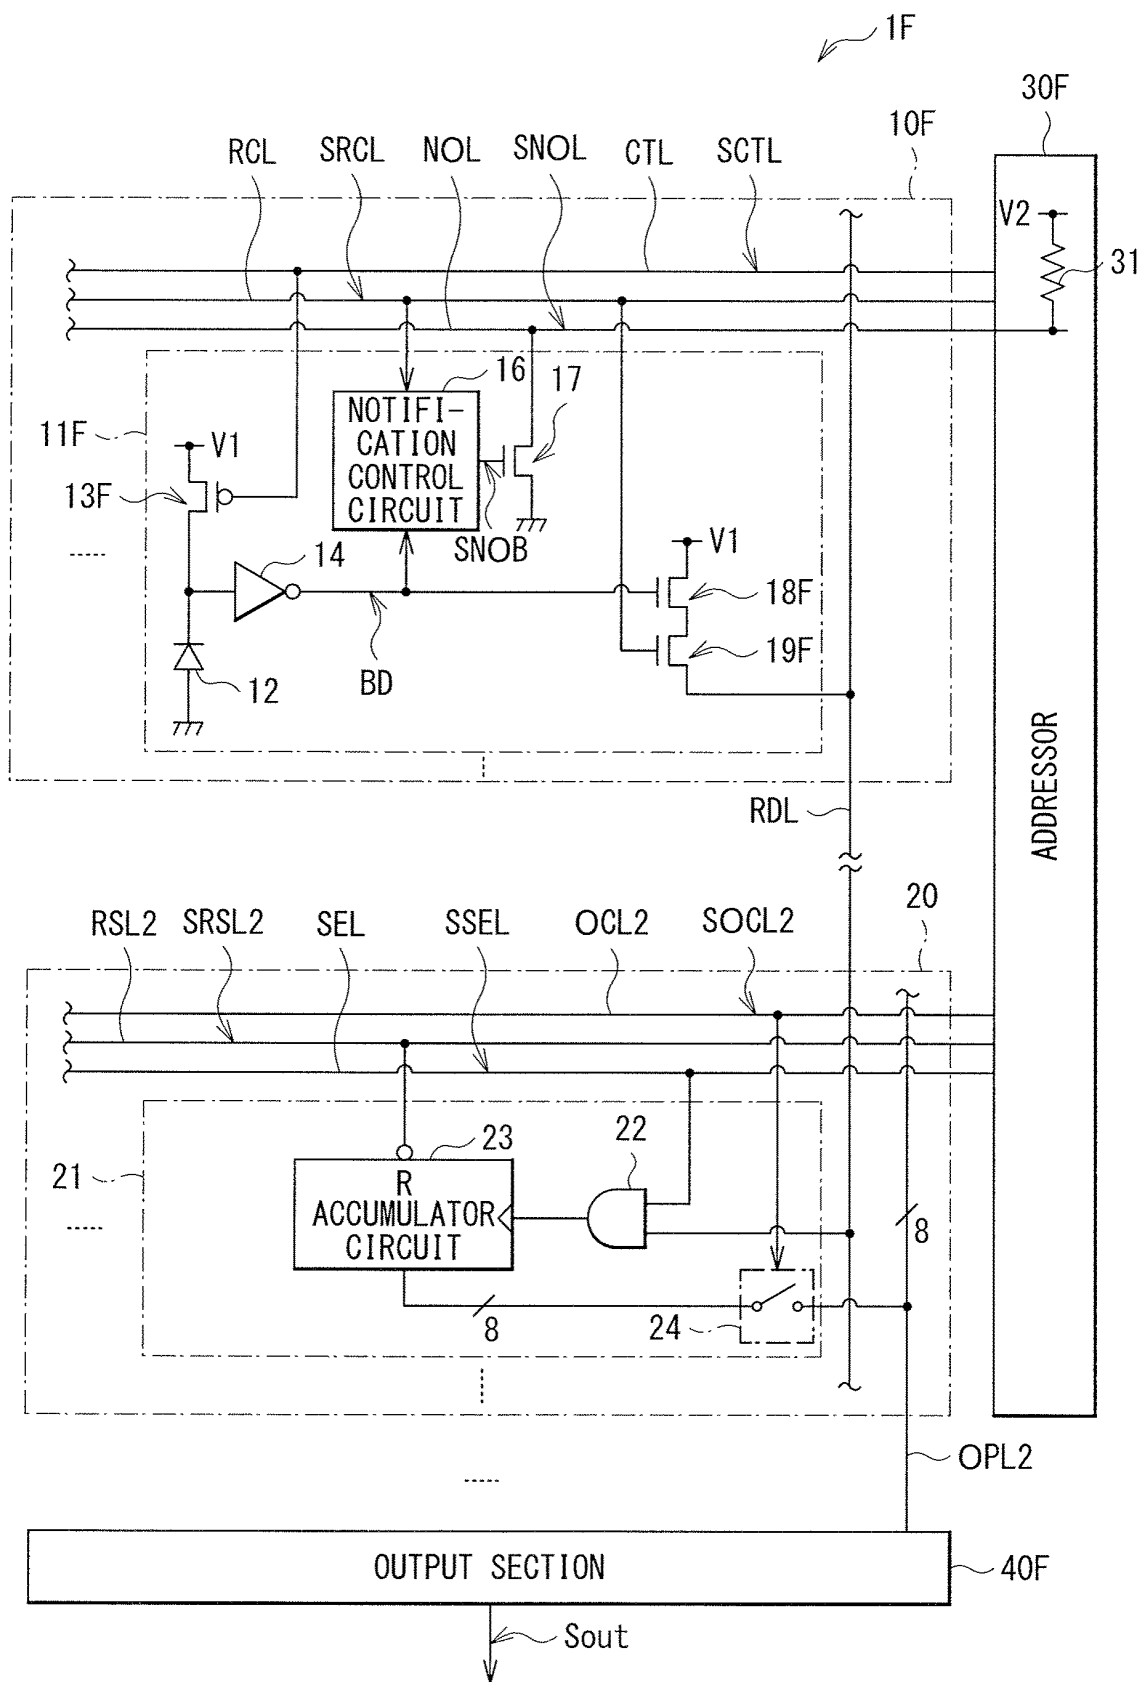 1F
30F
10F
RCL SRCL NOL SNOL CTL SCTL
V2
31
16
17
11F
V1
NOTIFI-
CATION
CONTROL
CIRCUIT
13F
SNOB
V1
14
18F
19F
12
BD
ADDRESSOR
RDL
20
RSL2 SRSL2 SEL SSEL OCL2 SOCL2
23
22
21
R
ACCUMULATOR
CIRCUIT
8
8
24
OPL2
OUTPUT SECTION
40F
Sout